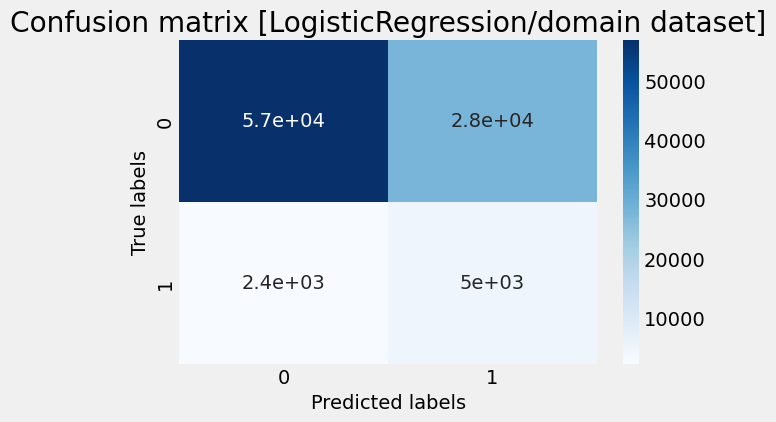 Confusion matrix [LogisticRegression/domain dataset]
True labels
0
1
5.7e+04 2.8e+04
2.4e+03 5e+03
0 1
Predicted labels
50000
40000
30000
20000
10000